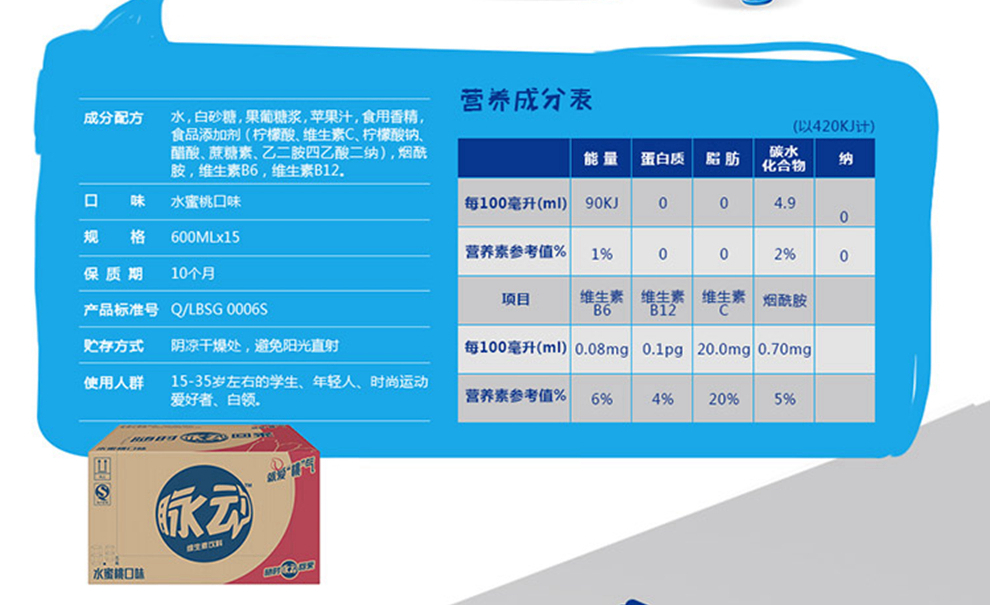 成分配方
水,白砂糖,果葡糖浆,苹果汁,食用香精,
食品添加剂(柠檬酸、维生素C、柠檬酸钠、
醋酸、蔗糖素、乙二胺四乙酸二纳),烟酰
胺,维生素B6,维生素B12。
口 味 水蜜桃口味
规 格 600MLx15
保 质 期 10个月
产品标准号 Q/LBSG 0006S
贮存方式 阴凉干燥处,避免阳光直射
使用人群
15-35岁左右的学生、年轻人、时尚运动
爱好者、白领。
营养成分表
(以420KJ计)
能 量 蛋白质 脂 肪 碳水化合物 纳
每100毫升(ml) 90KJ 0 0 4.9 0
营养素参考值% 1% 0 0 2% 0
项目 维生素B6 维生素B12 维生素C 烟酰胺
每100毫升(ml) 0.08mg 0.1pg 20.0mg 0.70mg
营养素参考值% 6% 4% 20% 5%
随时脉动回来
水蜜桃口味
就爱“桃”气
脉动
TM
维生素饮料
水蜜桃口味
随时脉动回来